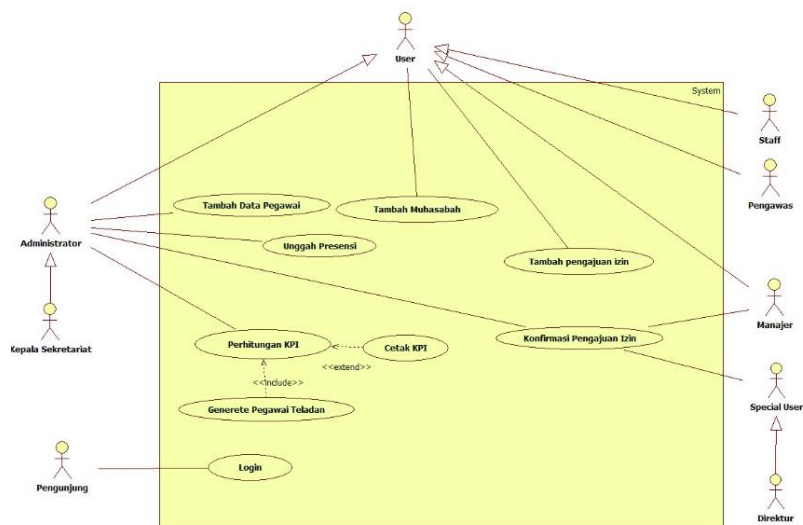 User
System
Staff
Tambah Data Pegawai
Tambah Muhasabah
Pengawas
Administrator
Unggah Presensi
Tambah pengajuan izin
Manajer
Kepala Sekretariat
Perhitungan KPI
Cetak KPI
Konfirmasi Pengajuan Izin
<<extend>>
<<include>>
Generete Pegawai Teladan
Special User
Login
Pengunjung
Direktur